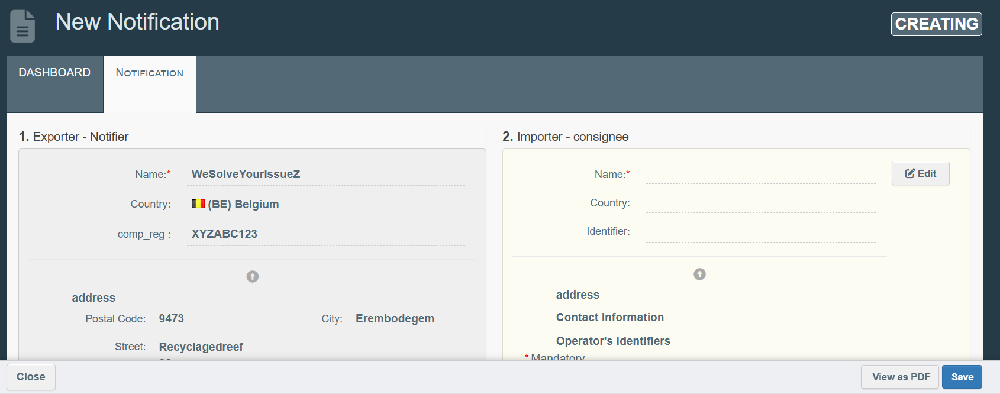 New Notification
CREATING
DASHBOARD
NOTIFICATION
1. Exporter - Notifier
Name:* WeSolveYourIssueZ
Country: (BE) Belgium
comp_reg : XYZABC123
address
Postal Code: 9473 City: Erembodegem
Street: Recyclagedreef
2. Importer - consignee
Name:*
Edit
Country:
Identifier:
address
Contact Information
Operator's identifiers
* Mandatory
Close
View as PDF
Save